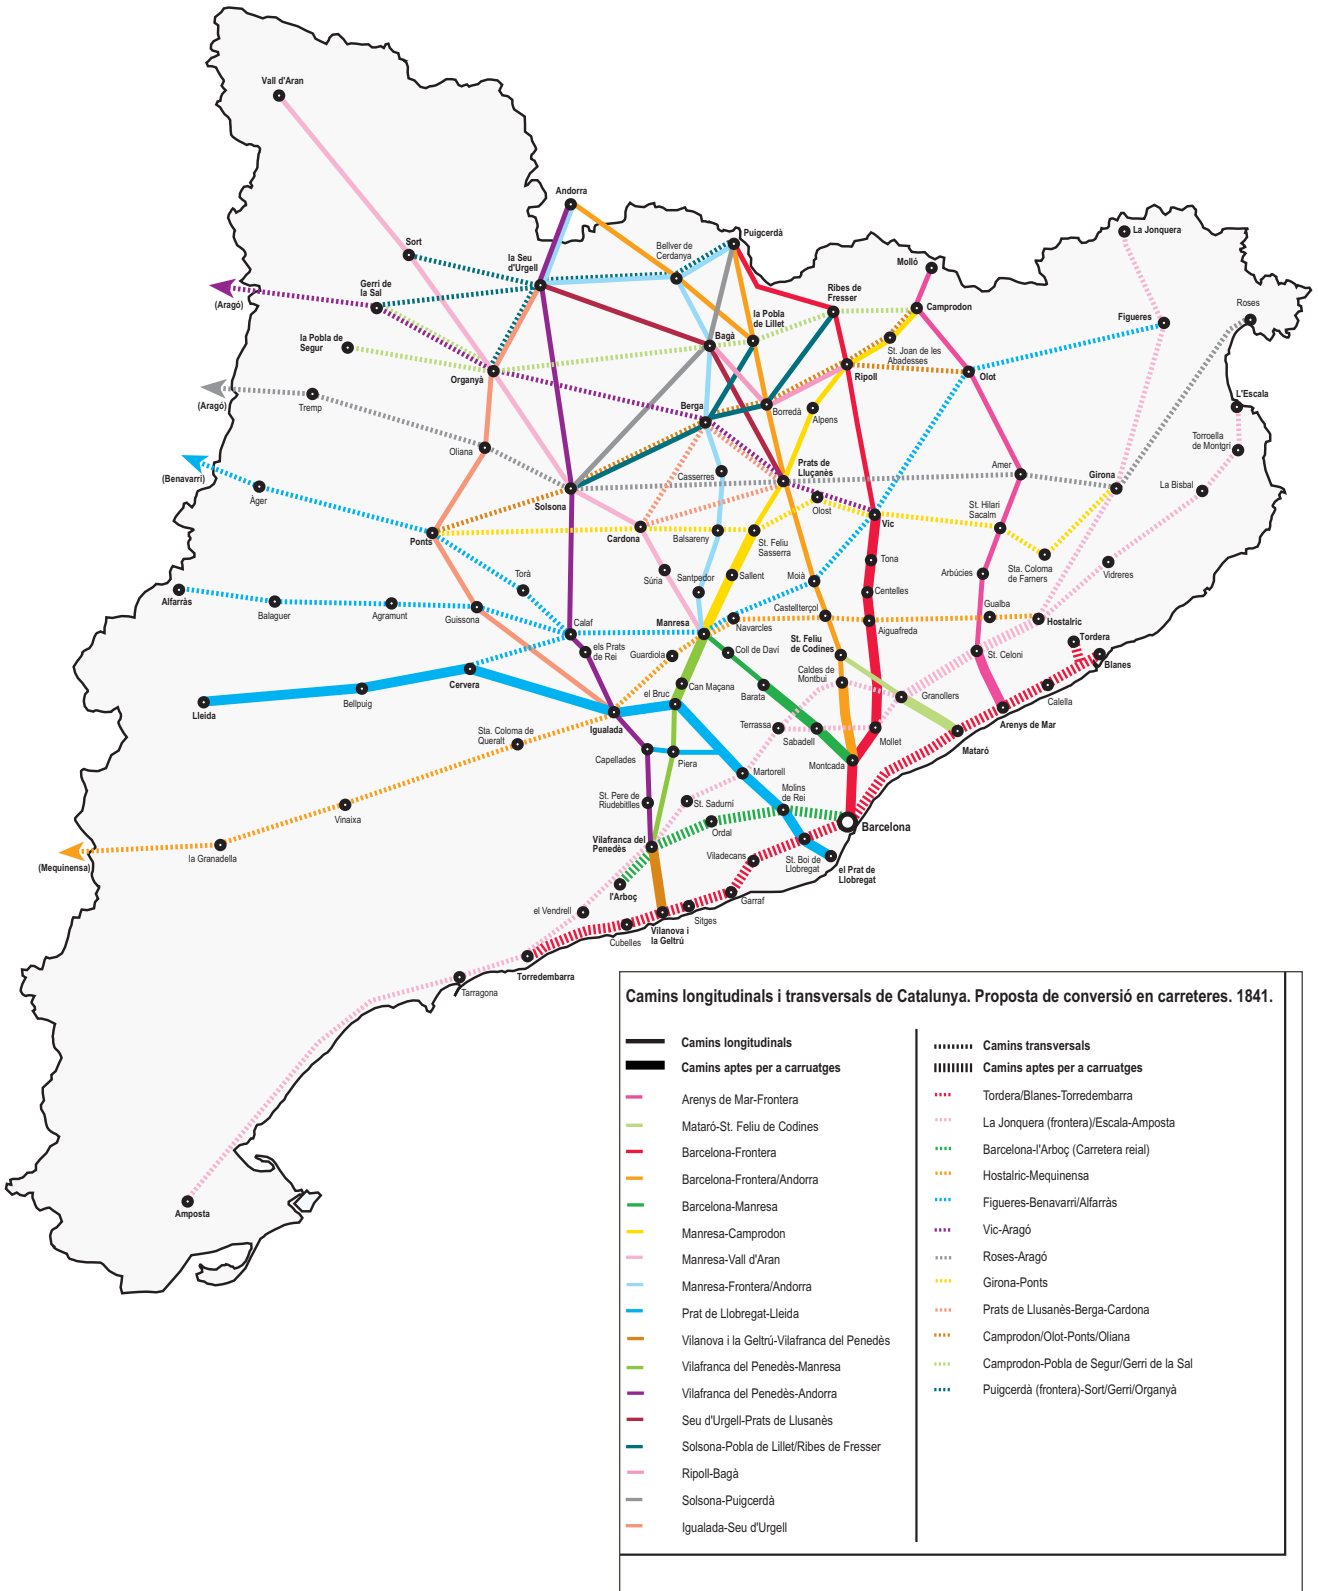 Vall d'Aran
Andorra
Sort
la Seu
d'Urgell
Bellver de
Cerdanya
Puigcerdà
La Jonquera
Molló
Gerri de
la Sal
(Aragó)
Ribes de
Fresser
Camprodon
Roses
Figueres
la Pobla
de Lillet
la Pobla de
Segur
Bagà
St. Joan de les
Abadesses
Organyà
Ripoll
Olot
(Aragó)
Tremp
L'Escala
Berga
Borredà
Alpens
Torroella
de Montgrí
Oliana
(Benavarri)
Àger
Casserres
Prats de
Lluçanès
Amer
Girona
La Bisbal
Solsona
Olost
St. Hilari
Sacalm
Ponts
Cardona
Balsareny
St. Feliu
Sasserra
Vic
Tona
Sta. Coloma
de Farners
Vidreres
Torà
Súria
Santpedor
Sallent
Moià
Centelles
Arbúcies
Alfarràs
Balaguer
Agramunt
Guissona
Calaf
Manresa
Navarcles
Castellterçol
Aiguafreda
Gualba
Hostalric
els Prats
de Rei
Guardiola
Coll de Daví
St. Feliu
de Codines
St. Celoni
Tordera
Blanes
Cervera
Can Maçana
Barata
Caldes de
Montbui
Granollers
Calella
Lleida
Bellpuig
el Bruc
Igualada
Arenys de Mar
Sta. Coloma de
Queralt
Terrassa
Sabadell
Mollet
Mataró
Capellades
Piera
Martorell
Montcada
St. Pere de
Riudebitlles
St. Sadurní
Molins
de Rei
Vinaixa
Ordal
Barcelona
Vilafranca del
Penedès
la Granadella
(Mequinensa)
Viladecans
St. Boi de
Llobregat
el Prat de
Llobregat
l'Arboç
Garraf
el Vendrell
Sitges
Cubelles
Vilanova i
la Geltrú
Torredembarra
Tarragona
Amposta
Camins longitudinals i transversals de Catalunya. Proposta de conversió en carreteres. 1841.
Camins longitudinals
Camins aptes per a carruatges
Arenys de Mar-Frontera
Mataró-St. Feliu de Codines
Barcelona-Frontera
Barcelona-Frontera/Andorra
Barcelona-Manresa
Manresa-Camprodon
Manresa-Vall d'Aran
Manresa-Frontera/Andorra
Prat de Llobregat-Lleida
Vilanova i la Geltrú-Vilafranca del Penedès
Vilafranca del Penedès-Manresa
Vilafranca del Penedès-Andorra
Seu d'Urgell-Prats de Llusanès
Solsona-Pobla de Lillet/Ribes de Fresser
Ripoll-Bagà
Solsona-Puigcerdà
Igualada-Seu d'Urgell
Camins transversals
Camins aptes per a carruatges
Tordera/Blanes-Torredembarra
La Jonquera (frontera)/Escala-Amposta
Barcelona-l'Arboç (Carretera reial)
Hostalric-Mequinensa
Figueres-Benavarri/Alfarràs
Vic-Aragó
Roses-Aragó
Girona-Ponts
Prats de Llusanès-Berga-Cardona
Camprodon/Olot-Ponts/Oliana
Camprodon-Pobla de Segur/Gerri de la Sal
Puigcerdà (frontera)-Sort/Gerri/Organyà